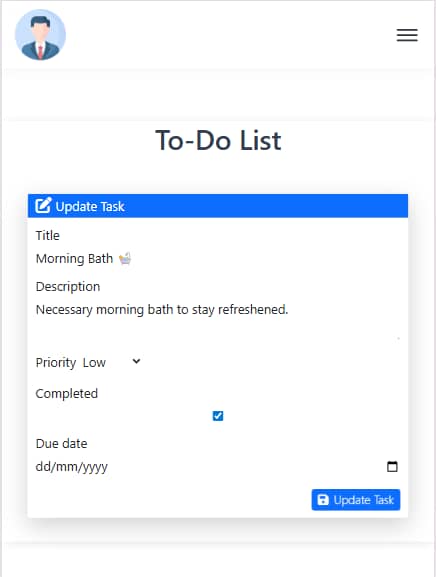 To-Do List
Update Task
Title
Morning Bath 🛀
Description
Necessary morning bath to stay refreshened.
Priority Low
Completed
Due date
dd/mm/yyyy
Update Task